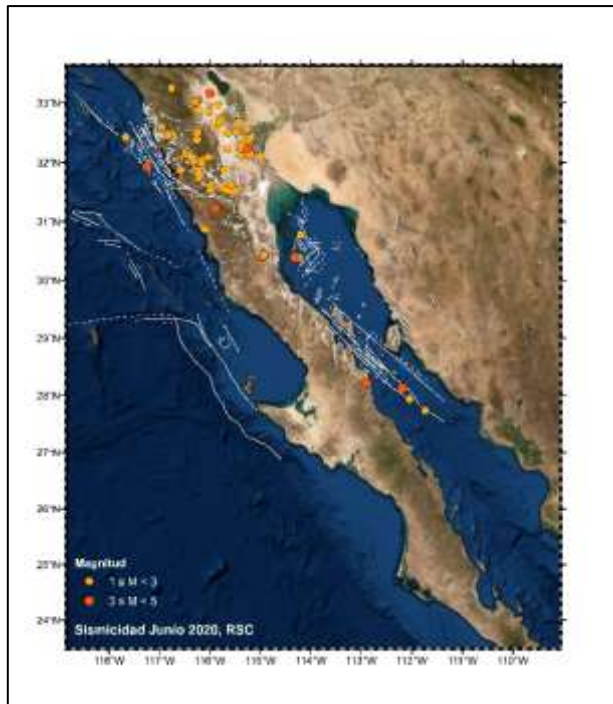 33°N
32°N
31°N
30°N
29°N
28°N
27°N
26°N
25°N
24°N
Magnitud
1 ≤ M < 3
3 ≤ M < 5
Sismicidad Junio 2020, RSC
118°W 117°W 116°W 115°W 114°W 113°W 112°W 111°W 110°W